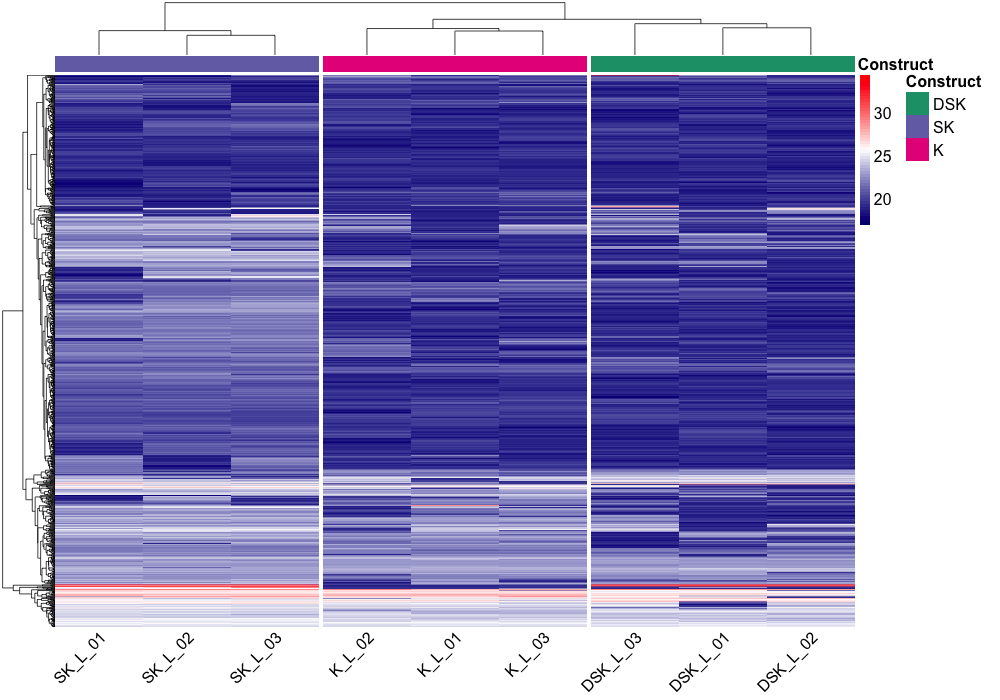 Construct
Construct
DSK
SK
K
30
25
20
SK_L_01
SK_L_02
SK_L_03
K_L_02
K_L_01
K_L_03
DSK_L_03
DSK_L_01
DSK_L_02